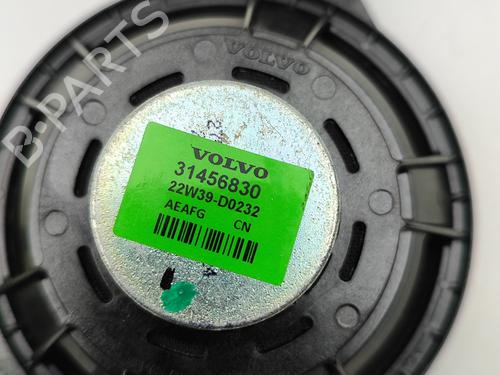 VOLVO
B-PARTS
VOLVO
31456830
22W39-D0232
AEAFG CN